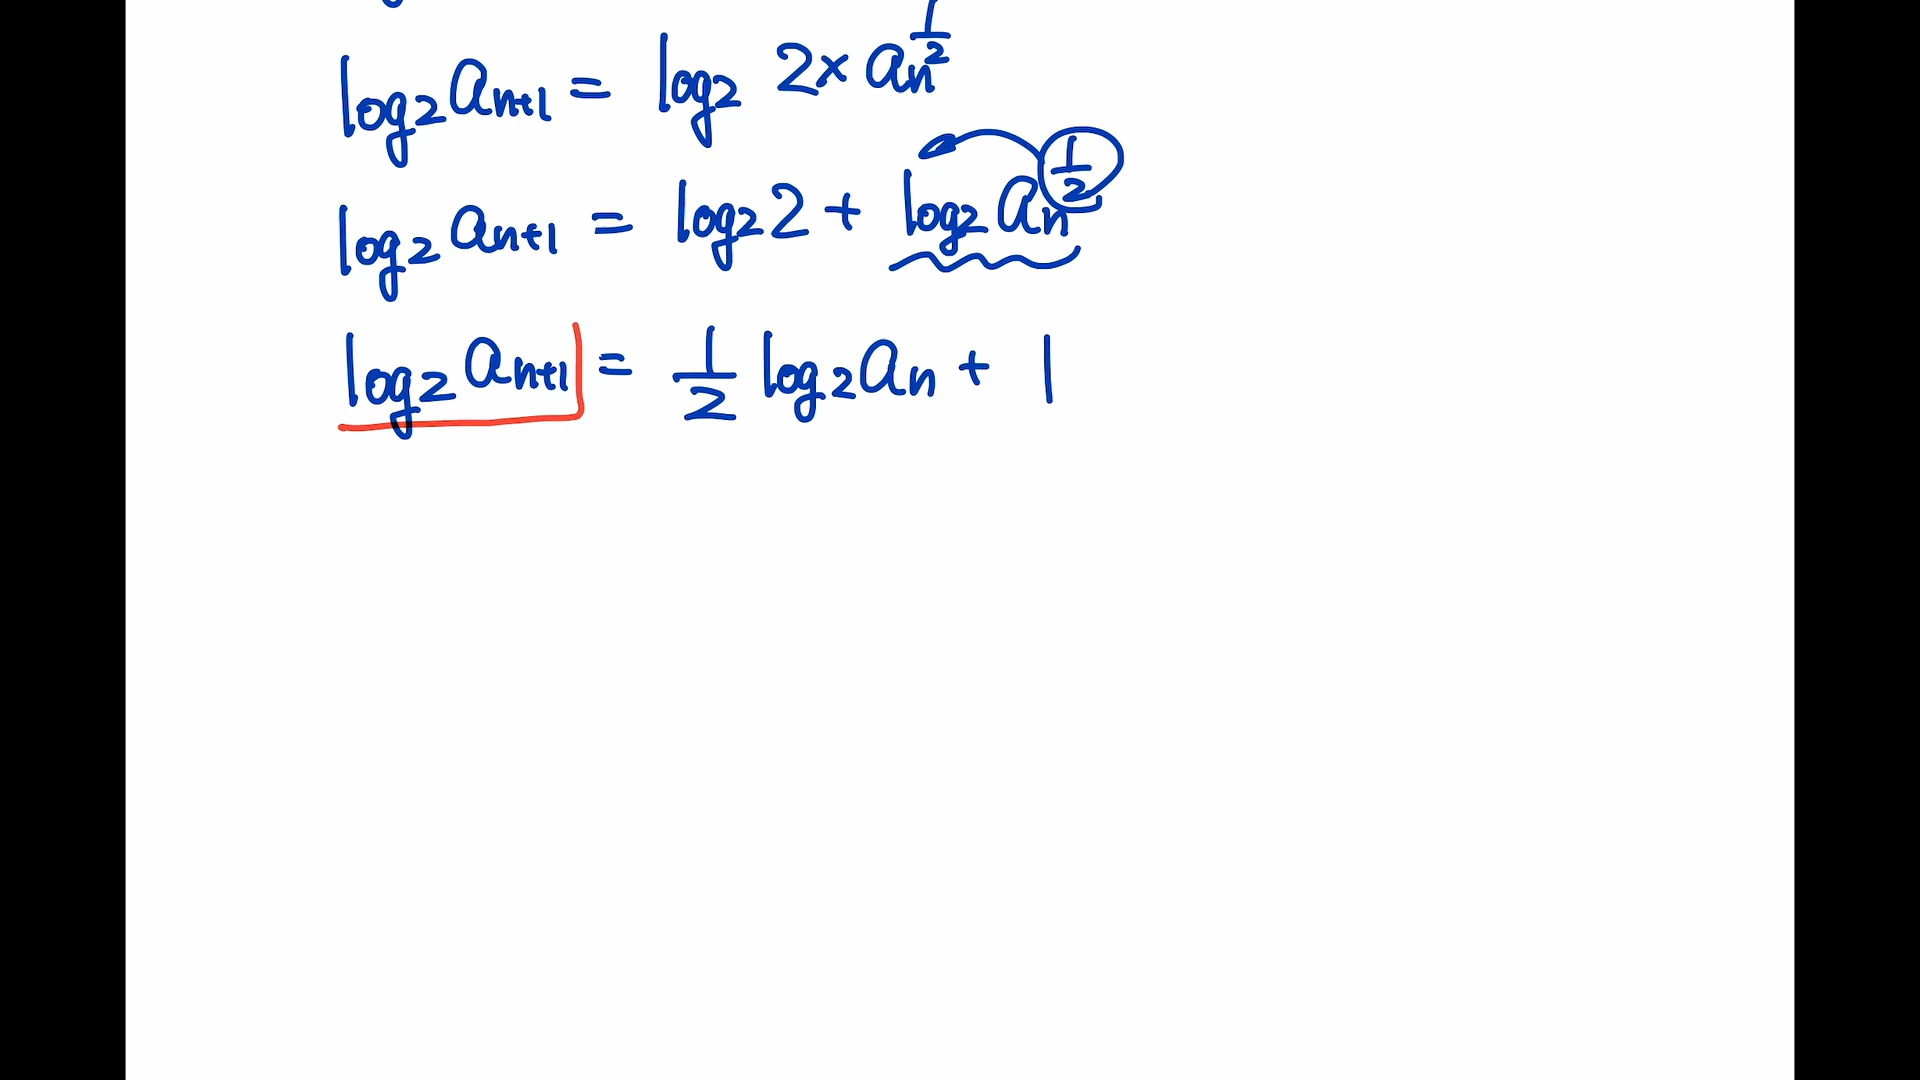 log₂ aₙ₊₁ = log₂ 2 × aₙ^(1/2)
log₂ aₙ₊₁ = log₂ 2 + log₂ aₙ^(1/2)
log₂ aₙ₊₁ = 1/2 log₂ aₙ + 1